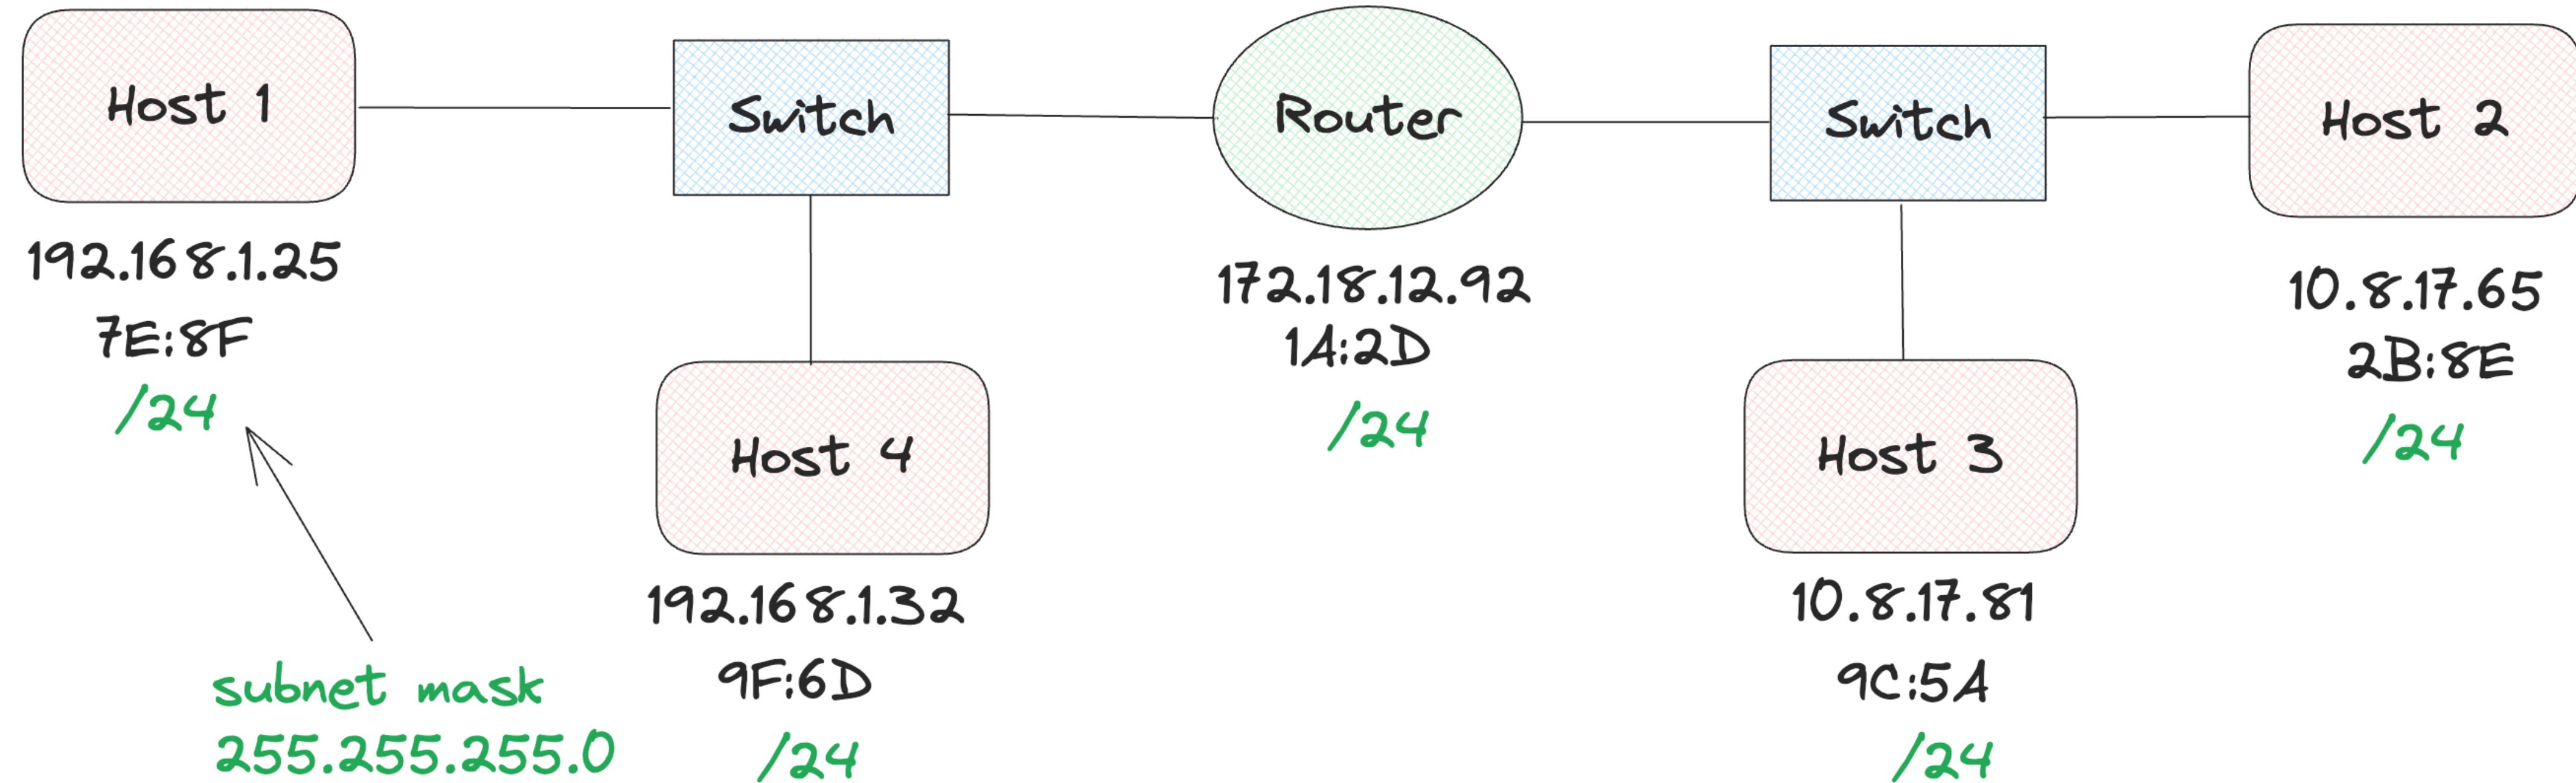 Host 1
192.168.1.25
7E:8F
/24
subnet mask
255.255.255.0
Switch
Host 4
192.168.1.32
9F:6D
/24
Router
172.18.12.92
1A:2D
/24
Switch
Host 3
10.8.17.81
9C:5A
/24
Host 2
10.8.17.65
2B:8E
/24